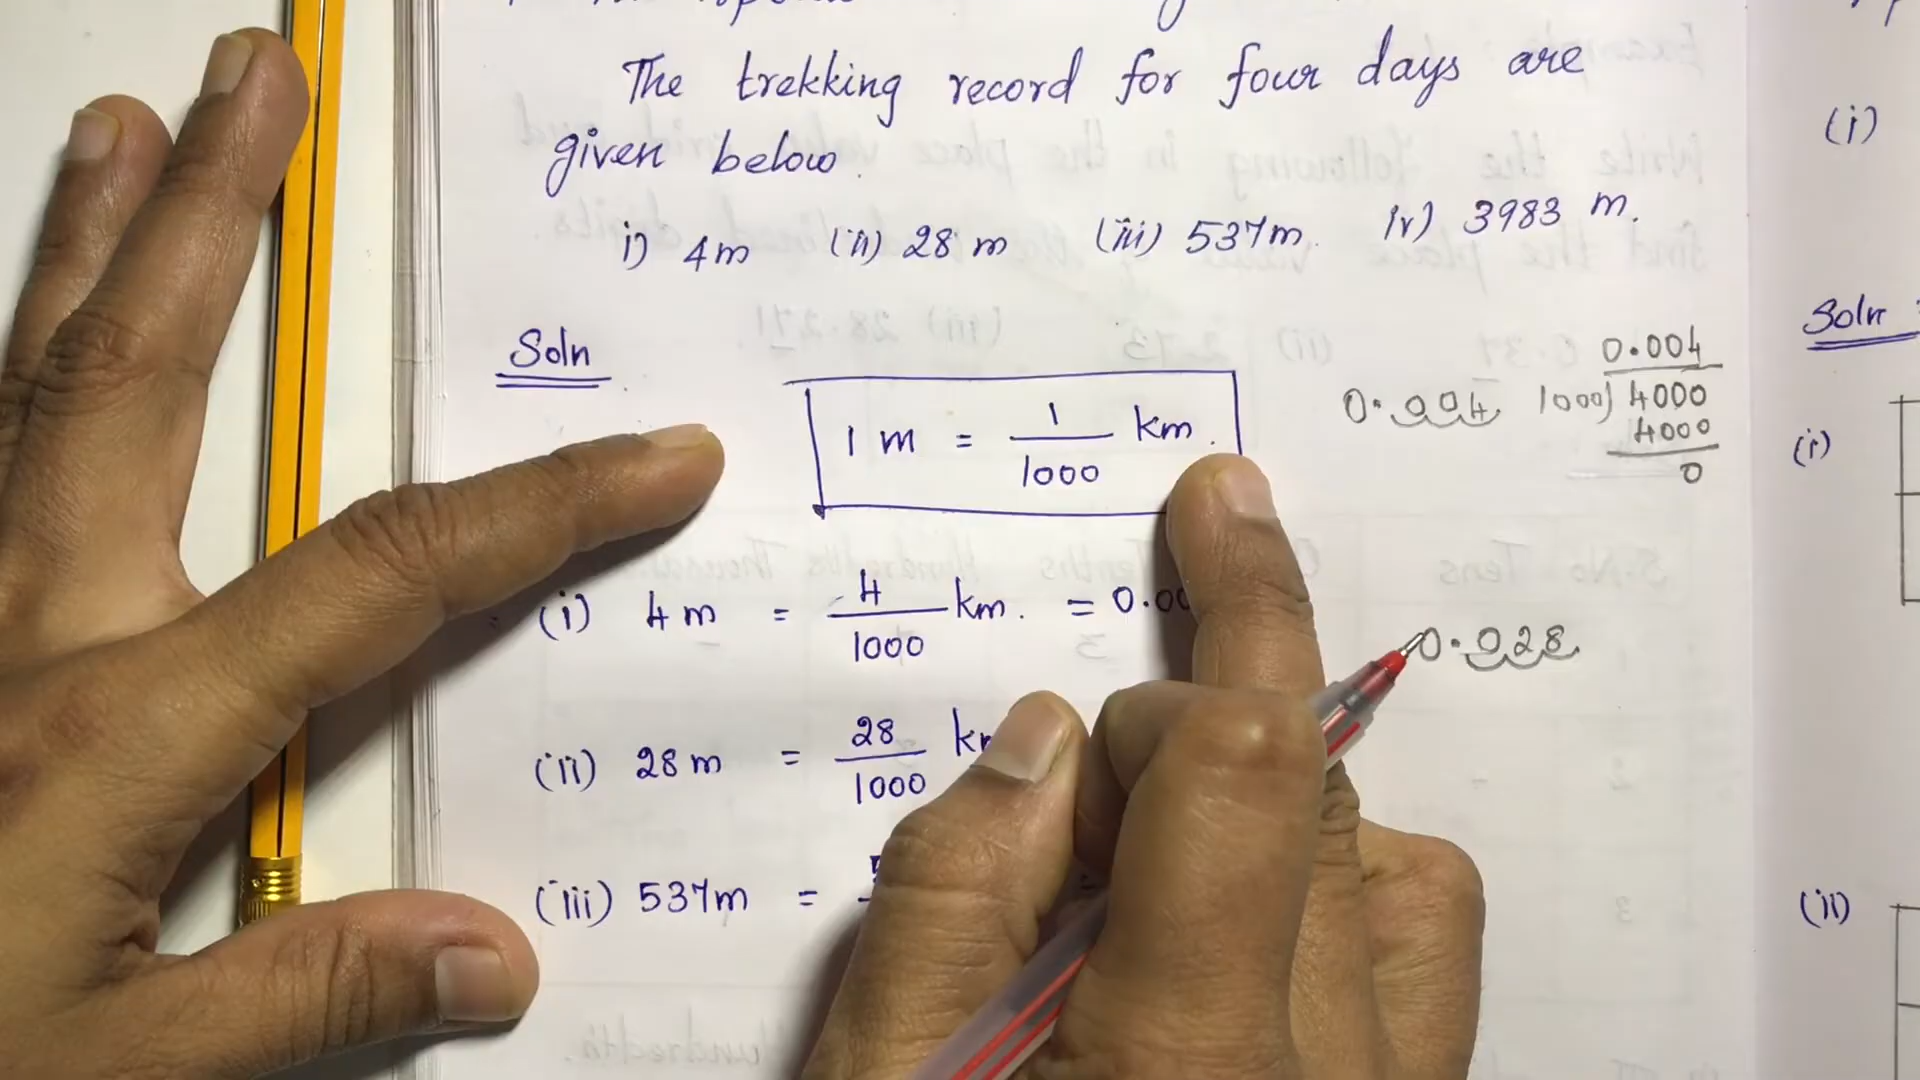 The trekking record for four days are
given below.
i) 4m (ii) 28 m (iii) 537m. iv) 3983 m.
Soln
1 m = 1/1000 km.
0.004
0.004 1000) 4000
4000
0
(i) 4 m = 4/1000 km. = 0.00
0.028
(ii) 28 m = 28/1000
(iii) 537m =
(i)
Soln
(i)
(ii)